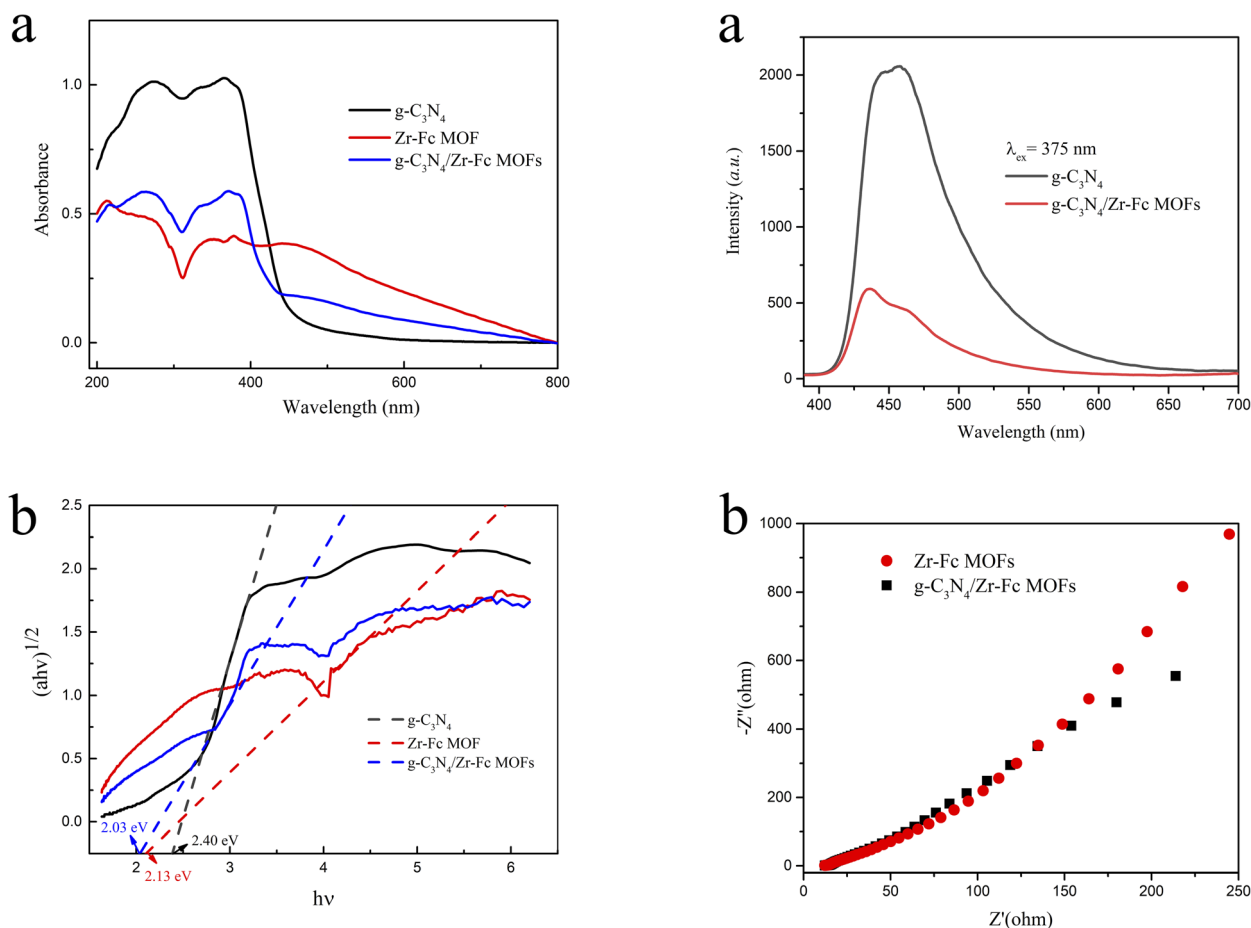 a
1.0
0.5
0.0
Absorbance
200
400
600
800
Wavelength (nm)
g-C3N4
Zr-Fc MOF
g-C3N4/Zr-Fc MOFs
a
2000
1500
1000
500
0
Intensity (a.u.)
400
450
500
550
600
650
700
Wavelength (nm)
λex= 375 nm
g-C3N4
g-C3N4/Zr-Fc MOFs
b
2.5
2.0
1.5
1.0
0.5
0.0
(ahv)1/2
2
3
4
5
6
hν
g-C3N4
Zr-Fc MOF
g-C3N4/Zr-Fc MOFs
2.03 eV
2.40 eV
2.13 eV
b
1000
800
600
400
200
0
-Z"(ohm)
0
50
100
150
200
250
Z'(ohm)
Zr-Fc MOFs
g-C3N4/Zr-Fc MOFs